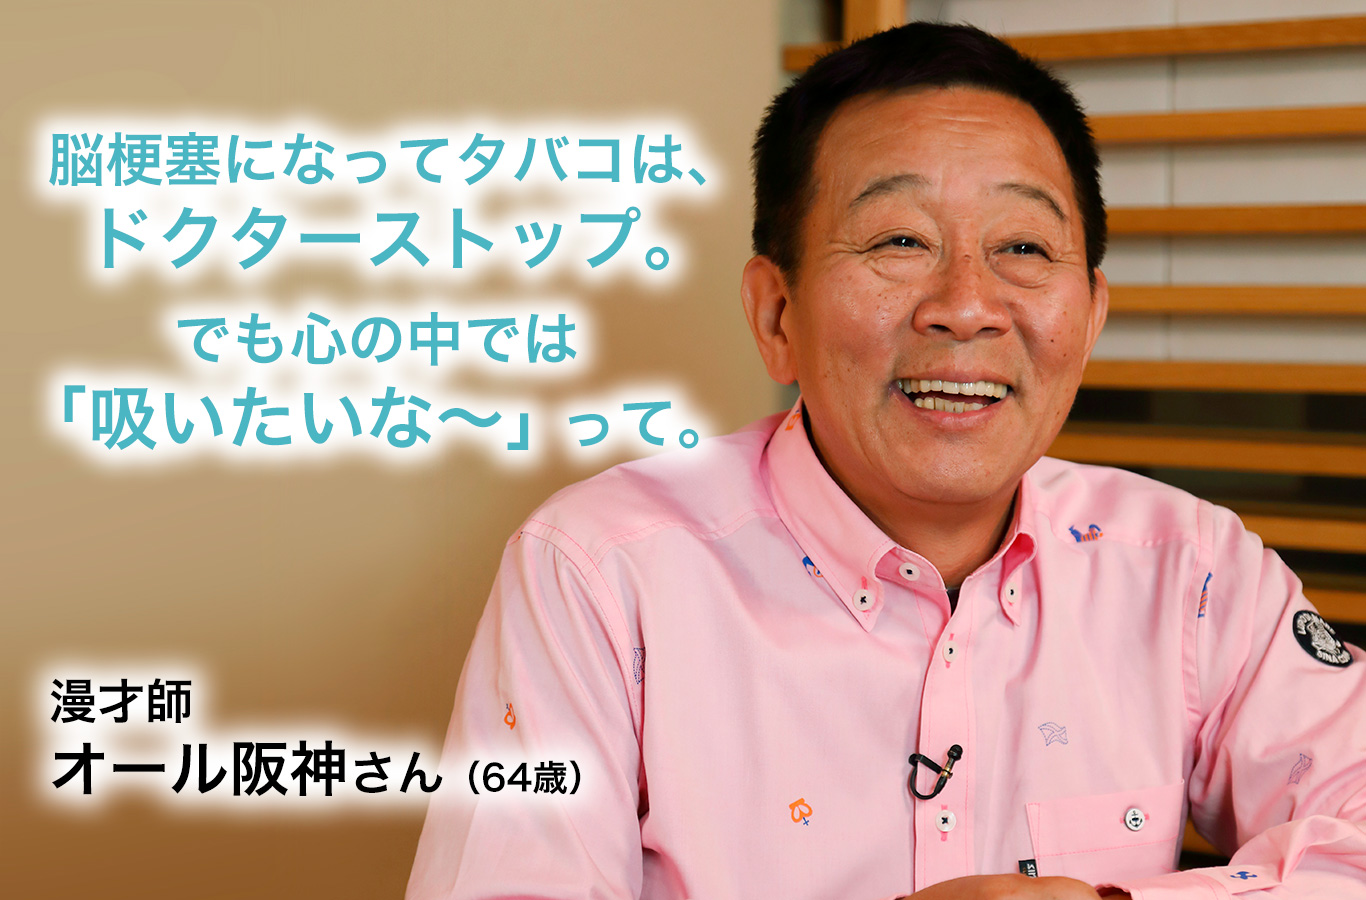 脳梗塞になってタバコは、
ドクターストップ。
でも心の中では
「吸いたいな〜」って。
漫才師
オール阪神さん（64歳）